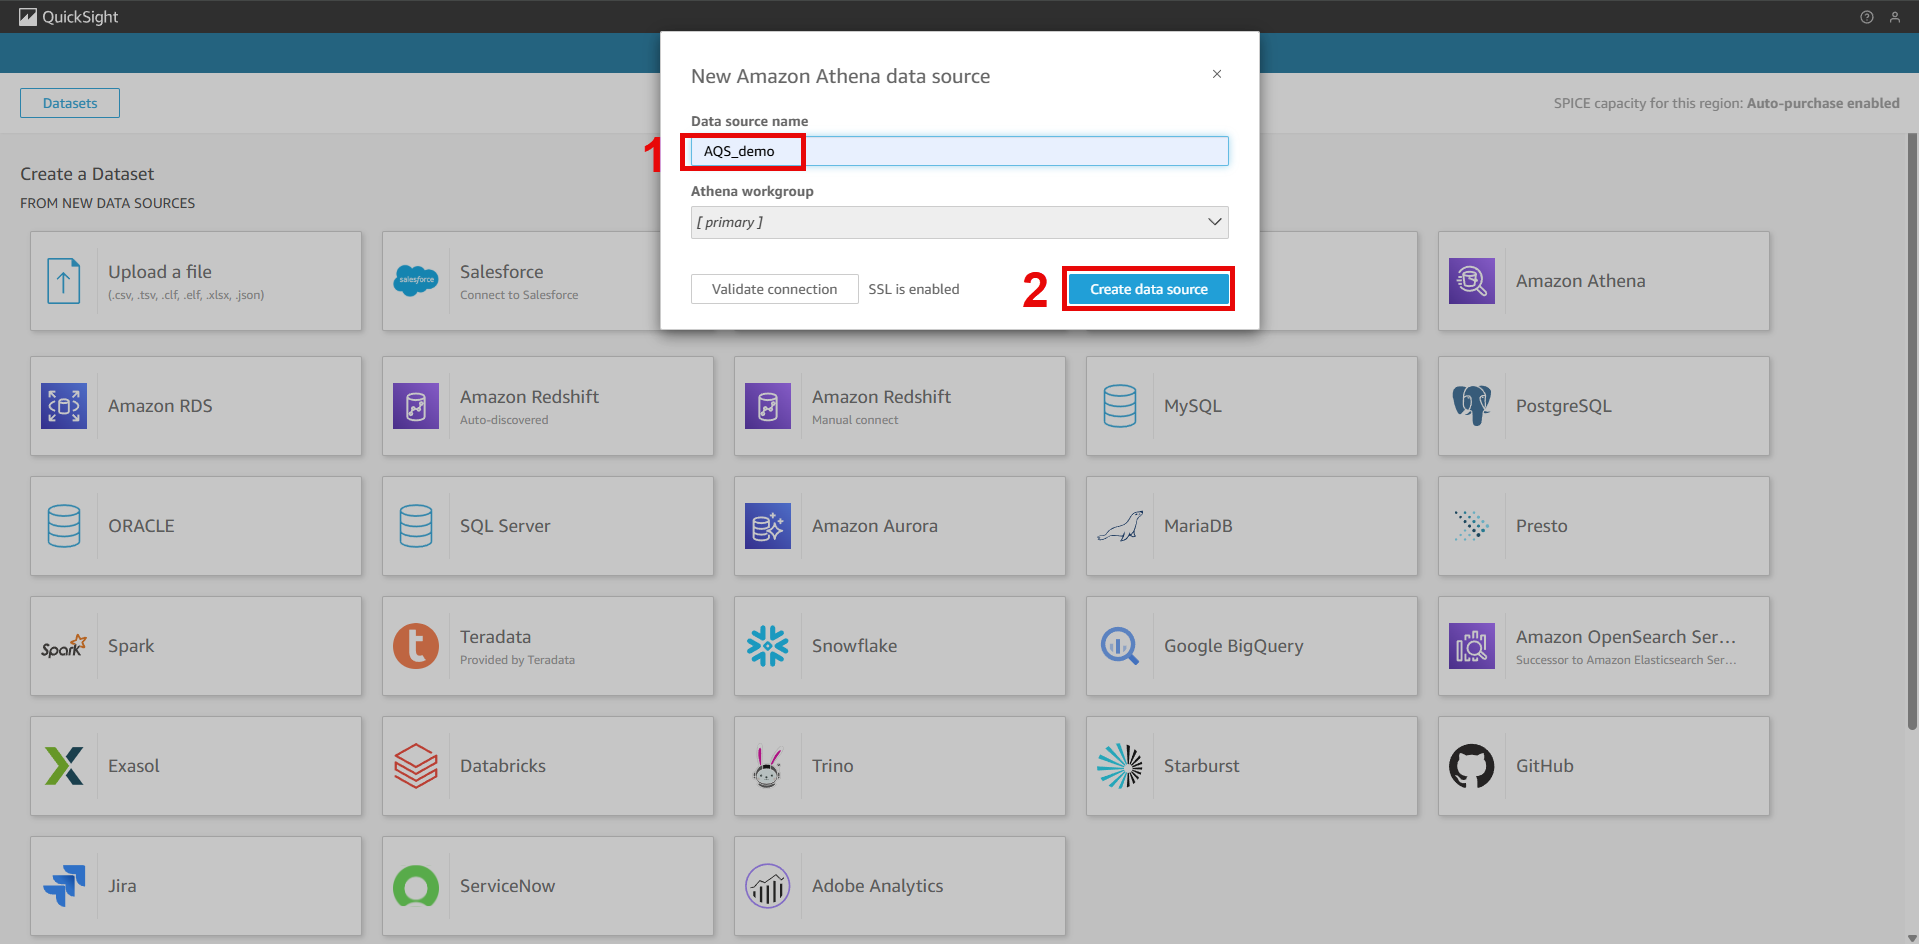 QuickSight
New Amazon Athena data source
Datasets
SPICE capacity for this region: Auto-purchase enabled
Data source name
1
AQS_demo
Athena workgroup
[ primary ]
Validate connection
SSL is enabled
2
Create data source
Create a Dataset
FROM NEW DATA SOURCES
Upload a file
(.csv, .tsv, .clf, .elf, .xlsx, .json)
salesforce
Salesforce
Connect to Salesforce
Amazon Athena
Amazon RDS
Amazon Redshift
Auto-discovered
Amazon Redshift
Manual connect
MySQL
PostgreSQL
ORACLE
SQL Server
Amazon Aurora
MariaDB
Presto
Spark
Spark
t
Teradata
Provided by Teradata
Snowflake
Google BigQuery
Amazon OpenSearch Ser...
Successor to Amazon Elasticsearch Ser...
Exasol
Databricks
Trino
Starburst
GitHub
Jira
ServiceNow
Adobe Analytics